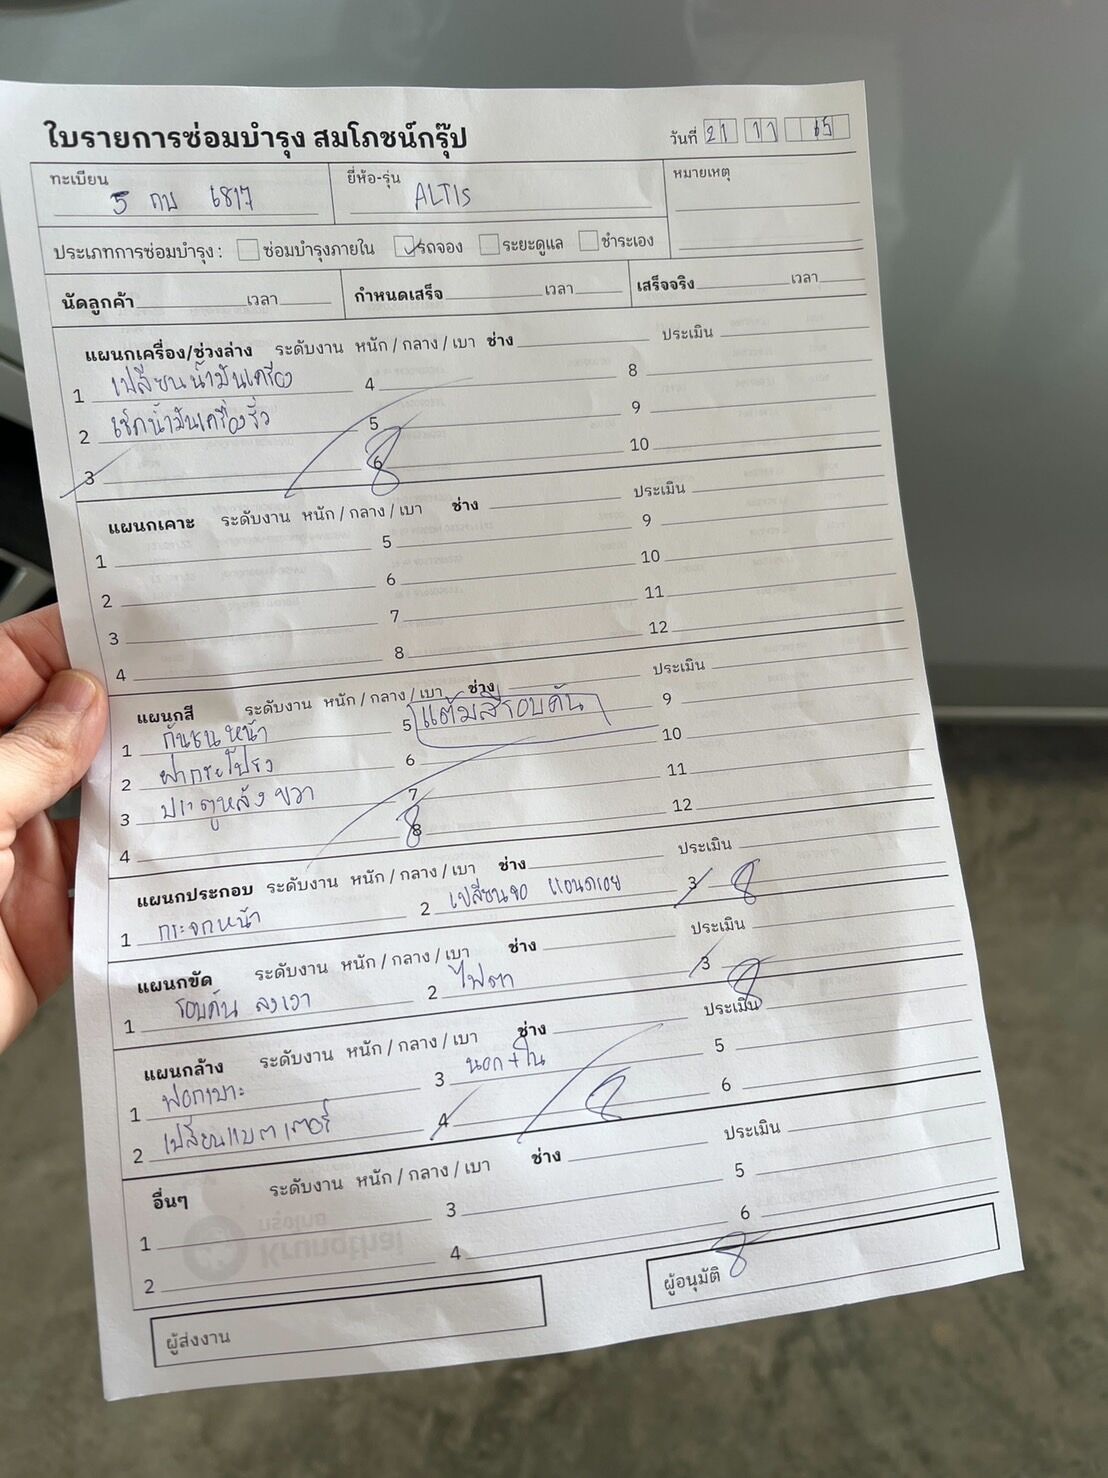 ใบรายการซ่อมบำรุง สมโภชน์กรุ๊ป
วันที่ 21 11 65
ทะเบียน 5 กบ 6817 ยี่ห้อ-รุ่น ALTIS หมายเหตุ
ประเภทการซ่อมบำรุง : ซ่อมบำรุงภายใน รถจอง ระยะดูแล ชำระเอง
นัดลูกค้า เวลา กำหนดเสร็จ เวลา เสร็จจริง เวลา
แผนกเครื่อง/ช่วงล่าง ระดับงาน หนัก / กลาง / เบา ช่าง ประเมิน
1 เปลี่ยนน้ำมันเครื่อง 4 8
2 เช็กน้ำมันเครื่องรั่ว 5 9
3 6 10
แผนกเคาะ ระดับงาน หนัก / กลาง / เบา ช่าง ประเมิน
1 5 9
2 6 10
3 7 11
4 8 12
แผนกสี ระดับงาน หนัก / กลาง / เบา ช่าง ประเมิน
1 กันชนหน้า 5 แต้มสีรอบคัน 9
2 ฝากระโปรง 6 10
3 ประตูหลังขวา 7 11
4 8 12
แผนกประกอบ ระดับงาน หนัก / กลาง / เบา ช่าง ประเมิน
1 กระจกหน้า 2 เปลี่ยนจอ แอนดอย 3
แผนกขัด ระดับงาน หนัก / กลาง / เบา ช่าง ประเมิน
1 รอบคัน ลงเงา 2 ไฟตา 3
แผนกล้าง ระดับงาน หนัก / กลาง / เบา ช่าง ประเมิน
1 ฟอกเบาะ 3 นอก+ใน 5
2 เปลี่ยนแบตเตอรี่ 4 6
อื่นๆ ระดับงาน หนัก / กลาง / เบา ช่าง ประเมิน
1 3 5
2 4 6
ผู้ส่งงาน ผู้อนุมัติ